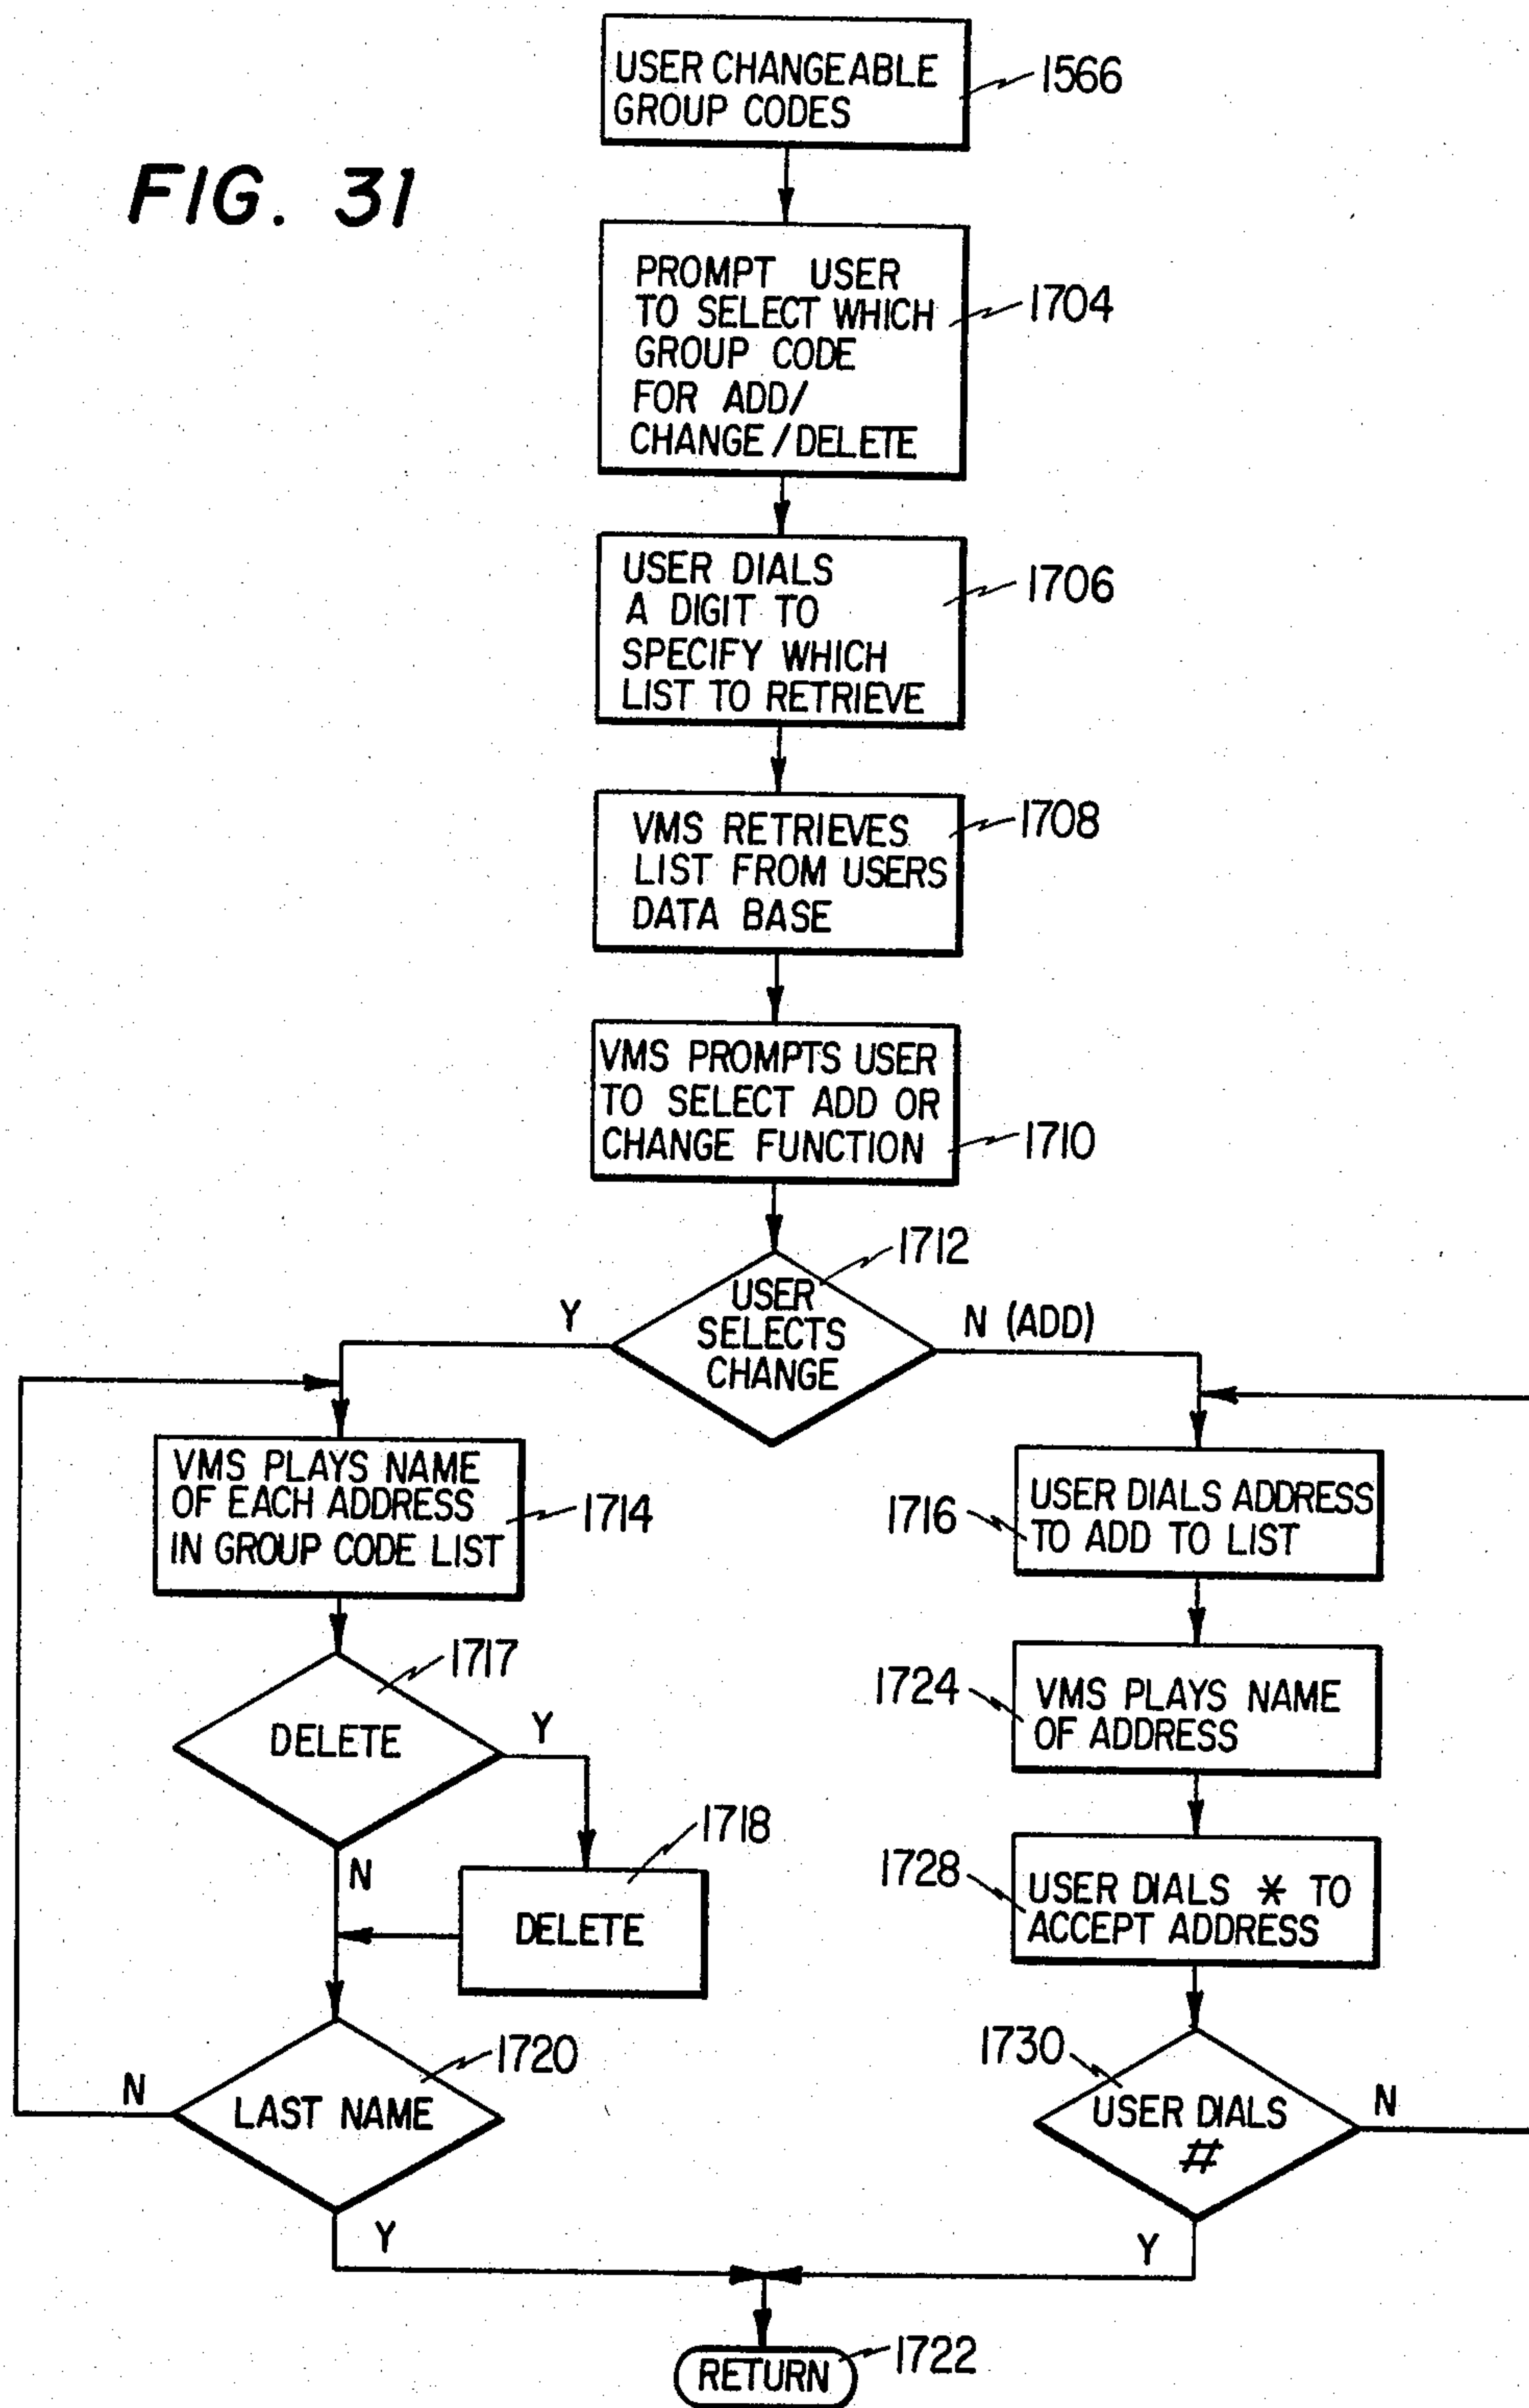 FIG. 31
USER CHANGEABLE
GROUP CODES
1566
PROMPT USER
TO SELECT WHICH
GROUP CODE
FOR ADD/
CHANGE/DELETE
1704
USER DIALS
A DIGIT TO
SPECIFY WHICH
LIST TO RETRIEVE
1706
VMS RETRIEVES
LIST FROM USERS
DATA BASE
1708
VMS PROMPTS USER
TO SELECT ADD OR
CHANGE FUNCTION
1710
1712
USER
SELECTS
CHANGE
Y
N (ADD)
VMS PLAYS NAME
OF EACH ADDRESS
IN GROUP CODE LIST
1714
1716
USER DIALS ADDRESS
TO ADD TO LIST
1717
DELETE
Y
N
1718
DELETE
1724
VMS PLAYS NAME
OF ADDRESS
1728
USER DIALS * TO
ACCEPT ADDRESS
1720
LAST NAME
N
Y
1730
USER DIALS
#
N
Y
RETURN
1722